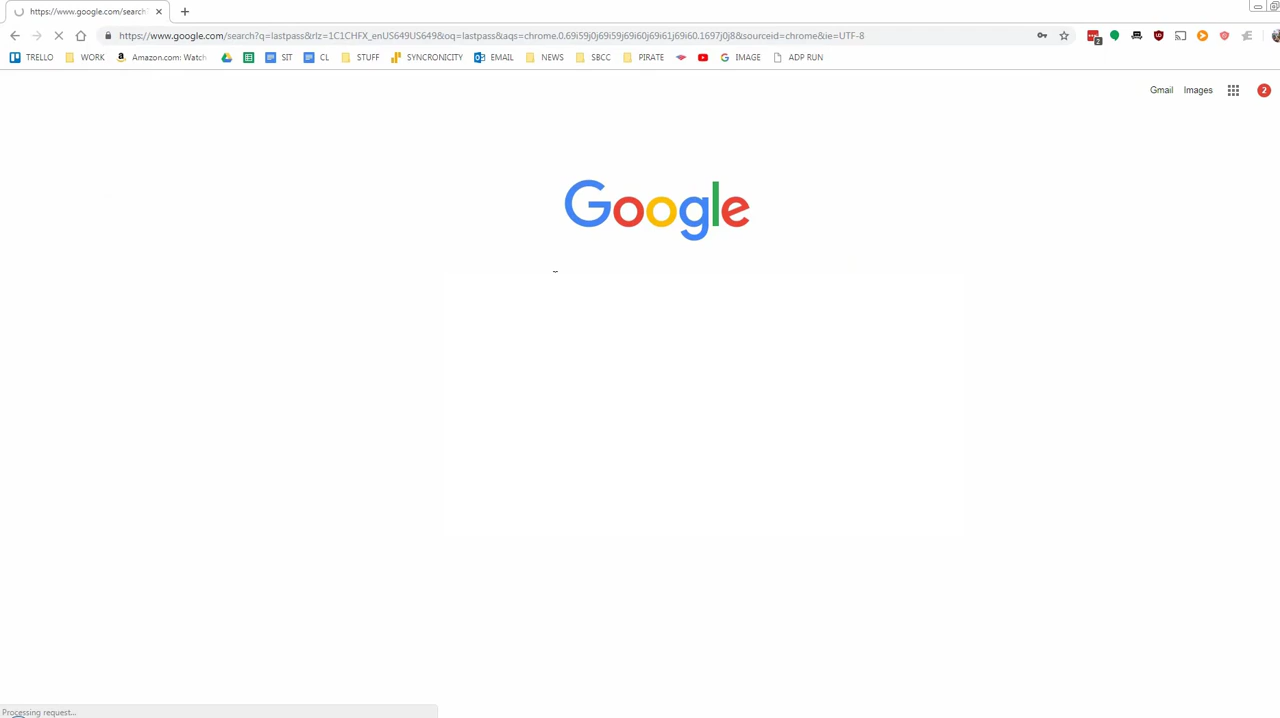 https://www.google.com/search
https://www.google.com/search?q=lastpass&rlz=1C1CHFX_enUS649US649&oq=lastpass&aqs=chrome.0.69i59j0j69i59j69i60j69i61j69i60.1697j0j8&sourceid=chrome&ie=UTF-8
2
TRELLO WORK Amazon.com: Watch SIT CL STUFF SYNCRONICITY EMAIL NEWS SBCC PIRATE IMAGE ADP RUN
Gmail Images 2
Google
Processing request...